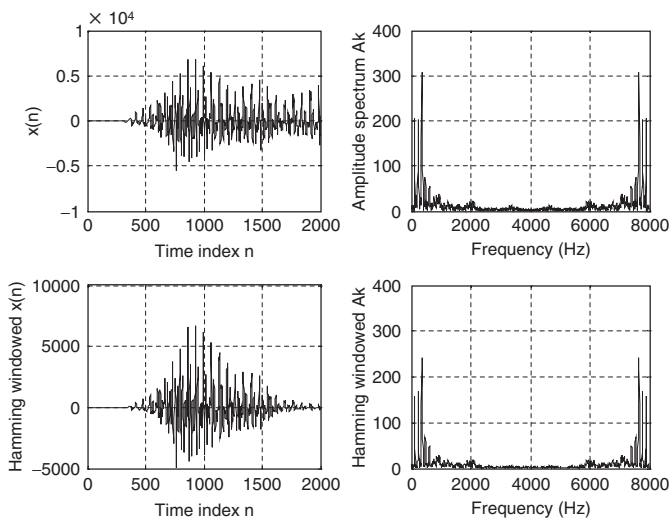 1 × 10⁴
1
0.5
0
−0.5
−1
x(n)
0 500 1000 1500 2000
Time index n
400
300
200
100
0
Amplitude spectrum Ak
0 2000 4000 6000 8000
Frequency (Hz)
10000
5000
0
−5000
Hamming windowed x(n)
0 500 1000 1500 2000
Time index n
400
300
200
100
0
Hamming windowed Ak
0 2000 4000 6000 8000
Frequency (Hz)